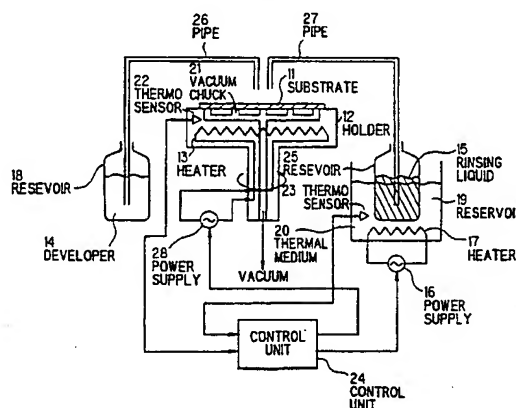 26
PIPE
27
PIPE
22
THERMO
SENSOR
21
VACUUM
CHUCK
11
SUBSTRATE
12
HOLDER
13
HEATER
25
RESEVOIR
15
RINSING
LIQUID
18
RESEVOIR
23
THERMO
SENSOR
19
RESERVOIR
14 DEVELOPER
20
THERMAL
MEDIUM
17
HEATER
28
POWER
SUPPLY
VACUUM
16
POWER
SUPPLY
CONTROL
UNIT
24
CONTROL
UNIT